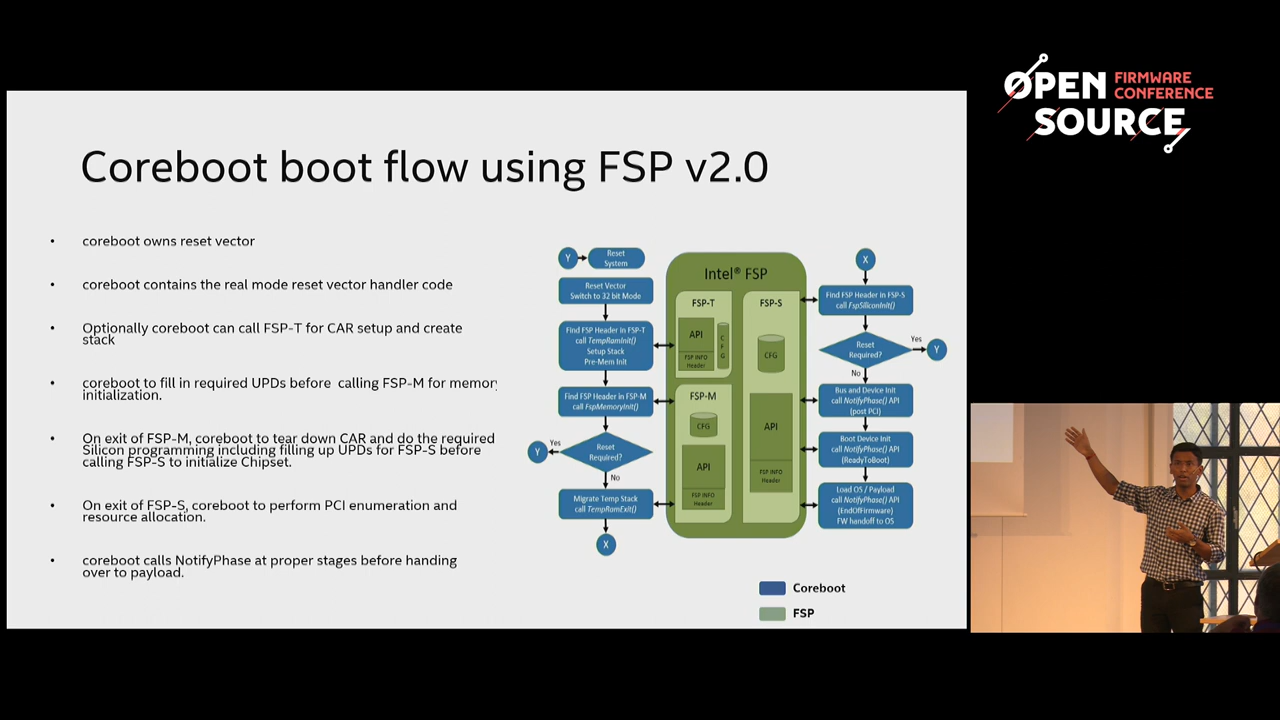 OPEN FIRMWARE
CONFERENCE
SOURCE
Coreboot boot flow using FSP v2.0
• coreboot owns reset vector
• coreboot contains the real mode reset vector handler code
• Optionally coreboot can call FSP-T for CAR setup and create
stack
• coreboot to fill in required UPDs before calling FSP-M for memor
initialization.
• On exit of FSP-M, coreboot to tear down CAR and do the required
Silicon programming including filling up UPDs for FSP-S before
calling FSP-S to initialize Chipset.
• On exit of FSP-S, coreboot to perform PCI enumeration and
resource allocation.
• coreboot calls NotifyPhase at proper stages before handing
over to payload.
Y
Reset
System
Reset Vector
Switch to 32 bit Mode
Find FSP Header in FSP-T
call TempRamInit()
Setup Stack
Pre-Mem Init
Find FSP Header in FSP-M
call FspMemoryInit()
Reset
Required?
Yes
Y
No
Migrate Temp Stack
call TempRamExit()
X
Intel® FSP
FSP-T
API
FSP INFO
Header
C
F
G
FSP-M
CFG
API
FSP INFO
Header
FSP-S
CFG
API
FSP INFO
Header
X
Find FSP Header in FSP-S
call FspSiliconInit()
Reset
Required?
Yes
Y
No
Bus and Device Init
call NotifyPhase() API
(post PCI)
Boot Device Init
call NotifyPhase() API
(ReadyToBoot)
Load OS / Payload
call NotifyPhase() API
(EndOfFirmware)
FW handoff to OS
Coreboot
FSP